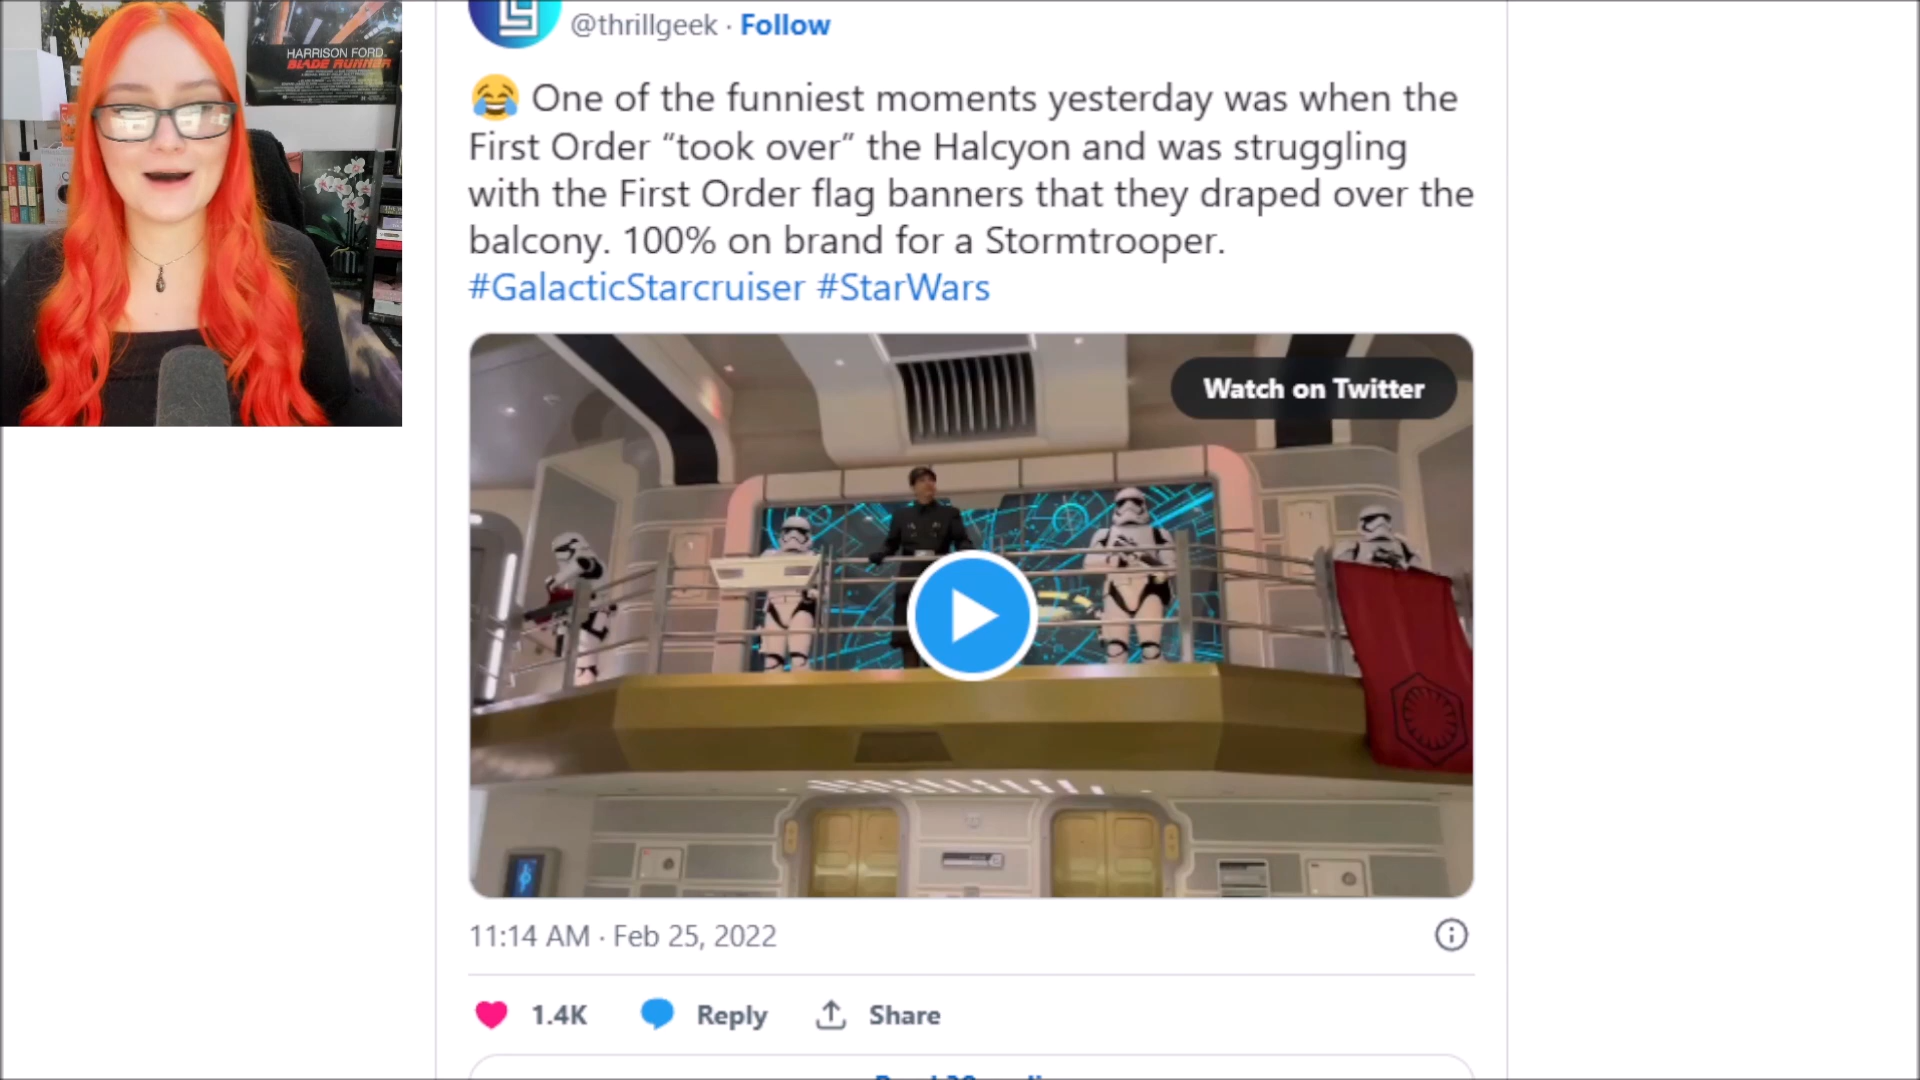 HARRISON FORD
BLADE RUNNER
@thrillgeek · Follow
😂 One of the funniest moments yesterday was when the
First Order “took over” the Halcyon and was struggling
with the First Order flag banners that they draped over the
balcony. 100% on brand for a Stormtrooper.
#GalacticStarcruiser #StarWars
Watch on Twitter
11:14 AM · Feb 25, 2022
1.4K
Reply
Share